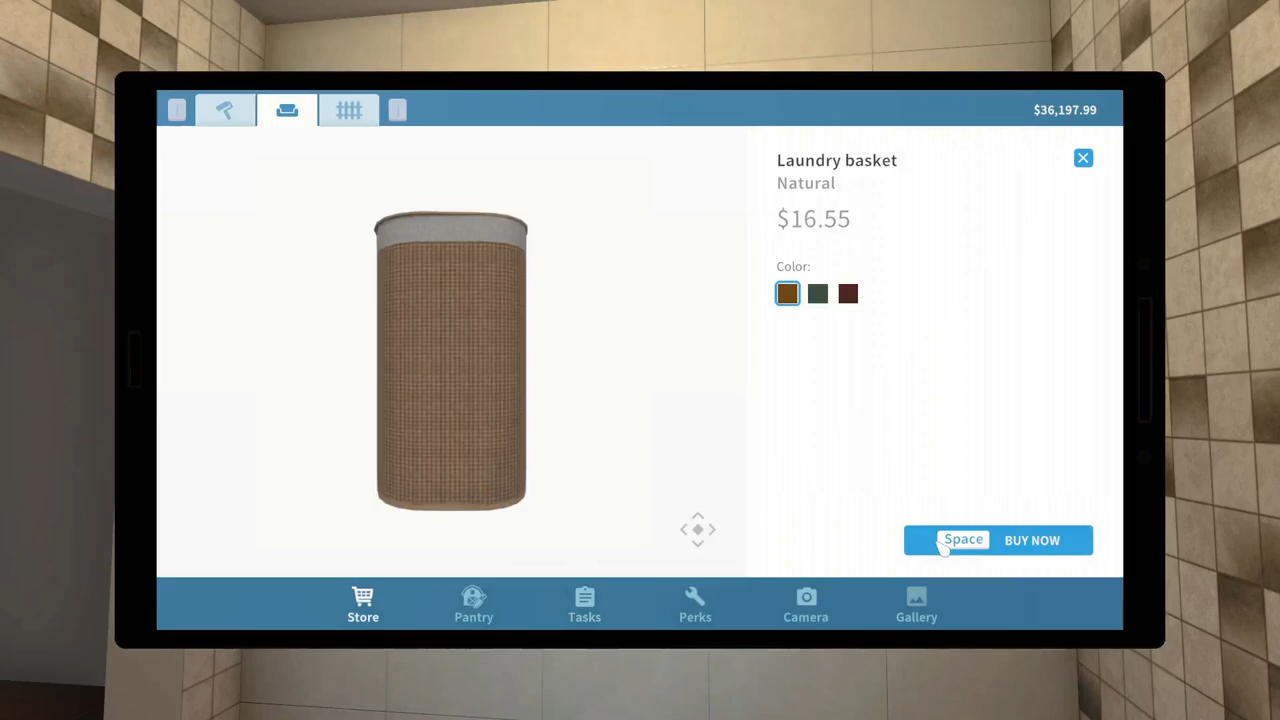 $36,197.99
Laundry basket
Natural
$16.55
Color:
Space BUY NOW
Store Pantry Tasks Perks Camera Gallery